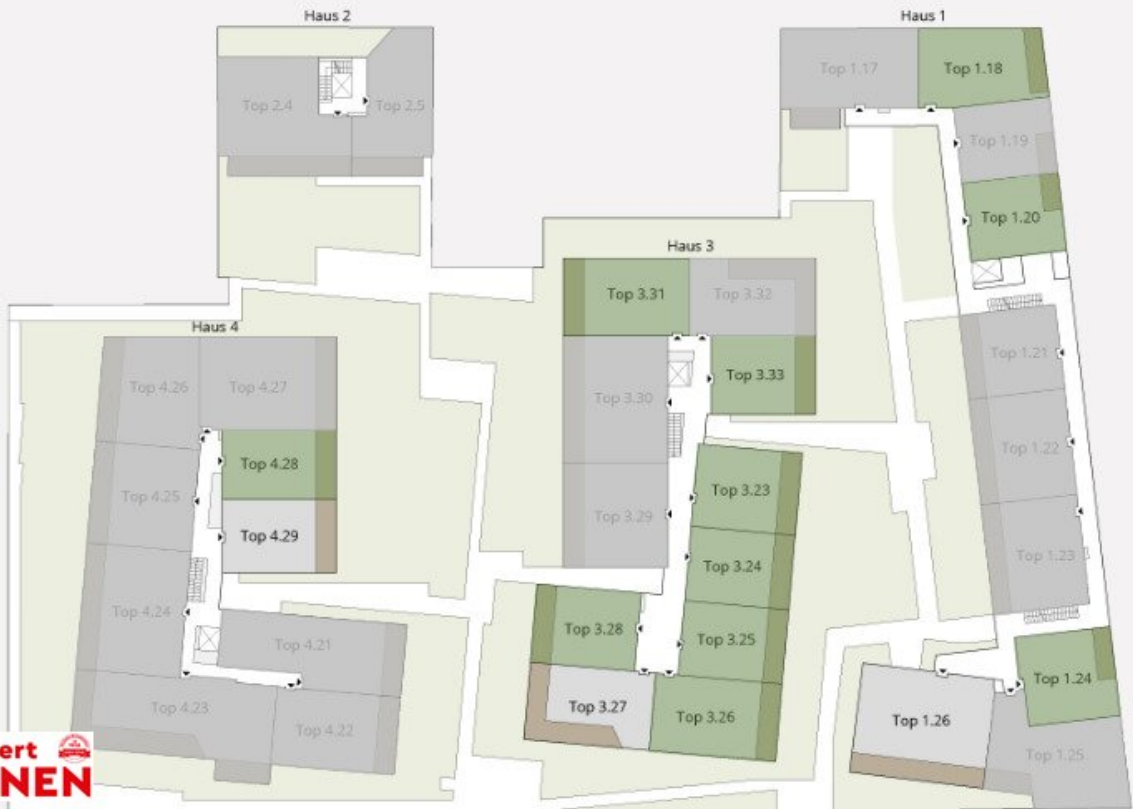 Haus 2
Haus 1
Top 2.4
Top 2.5
Top 1.17
Top 1.18
Top 1.19
Top 1.20
Haus 3
Top 3.31
Top 3.32
Top 3.30
Top 3.33
Top 3.29
Top 3.23
Top 3.24
Top 3.25
Top 3.28
Top 3.27
Top 3.26
Haus 4
Top 4.26
Top 4.27
Top 4.28
Top 4.25
Top 4.29
Top 4.24
Top 4.21
Top 4.23
Top 4.22
Top 1.21
Top 1.22
Top 1.23
Top 1.24
Top 1.26
Top 1.25
ert
NEN